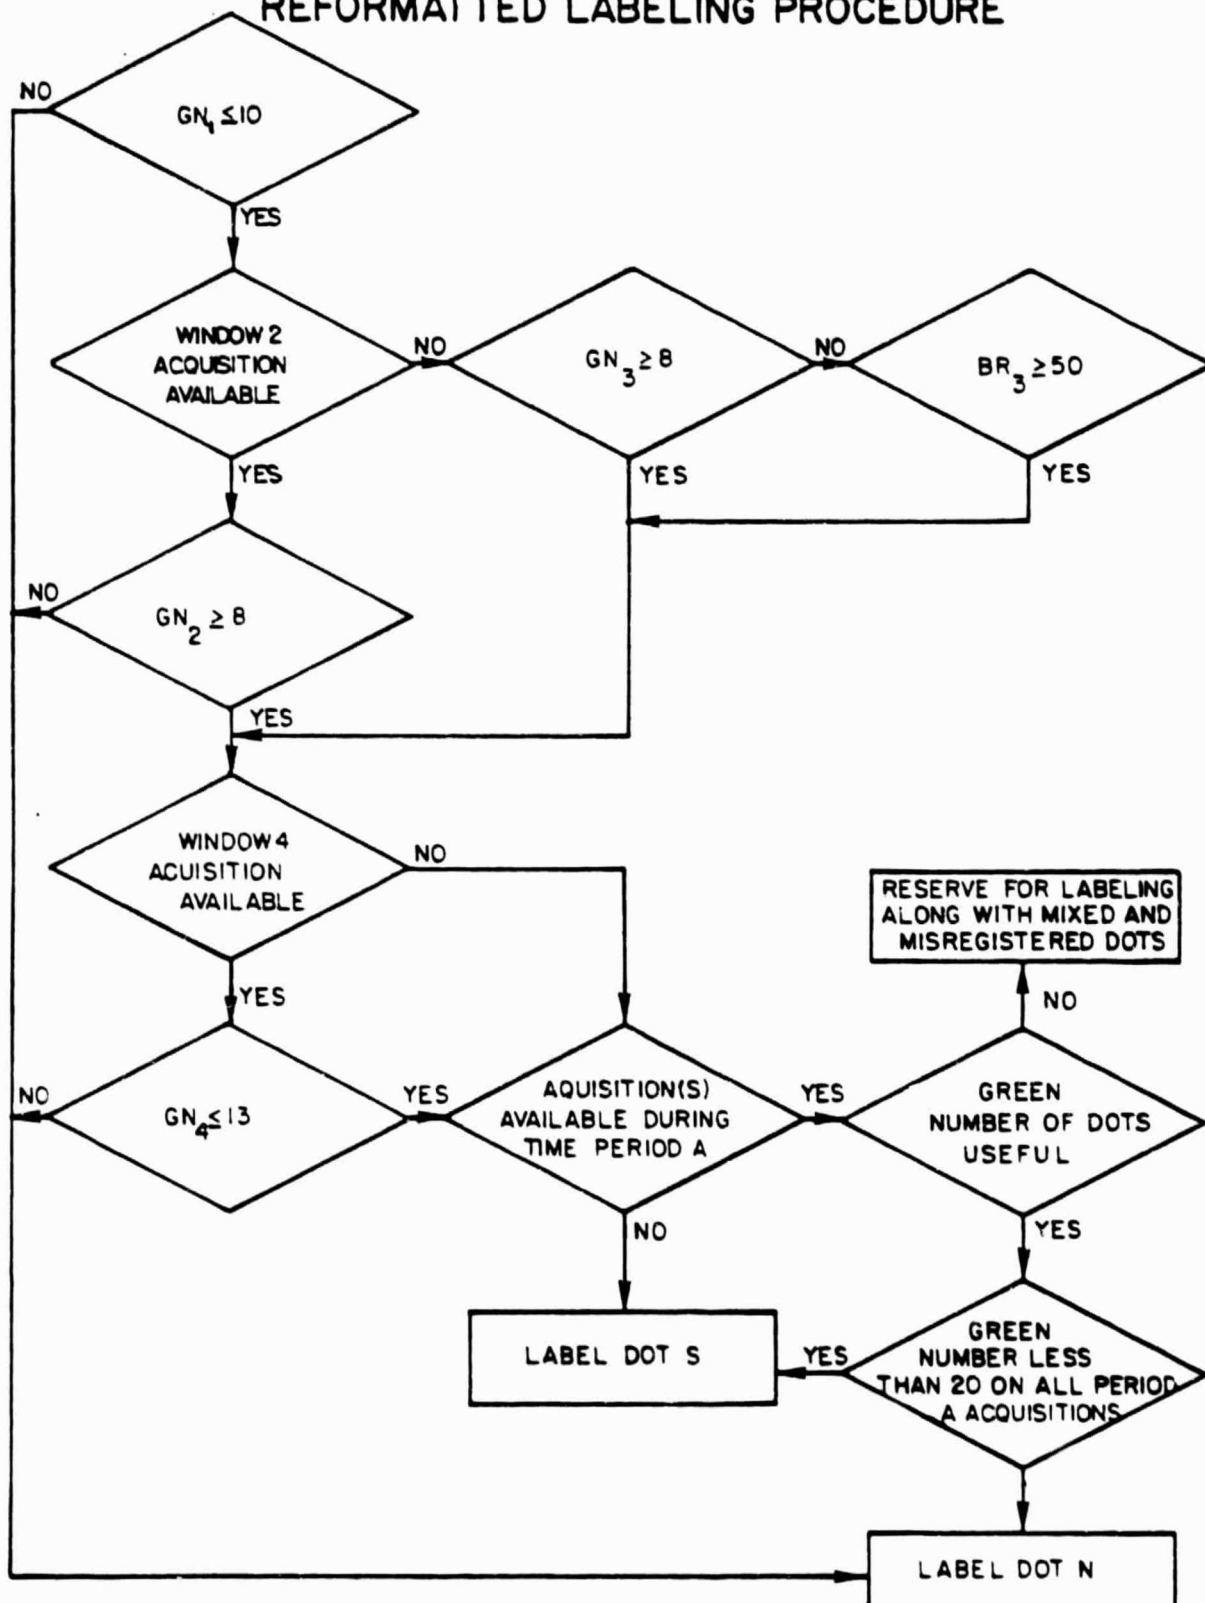 REFORMATTED LABELING PROCEDURE
NO
GN1 ≤10
YES
WINDOW 2
ACQUISITION
AVAILABLE
NO
GN3 ≥ 8
NO
BR3 ≥ 50
YES
YES
YES
NO
GN2 ≥ 8
YES
WINDOW 4
ACUISITION
AVAILABLE
NO
RESERVE FOR LABELING
ALONG WITH MIXED AND
MISREGISTERED DOTS
YES
NO
NO
GN4 ≤ 13
YES
AQUISITION(S)
AVAILABLE DURING
TIME PERIOD A
YES
GREEN
NUMBER OF DOTS
USEFUL
NO
YES
LABEL DOT S
YES
GREEN
NUMBER LESS
THAN 20 ON ALL PERIOD
A ACQUISITIONS
LABEL DOT N